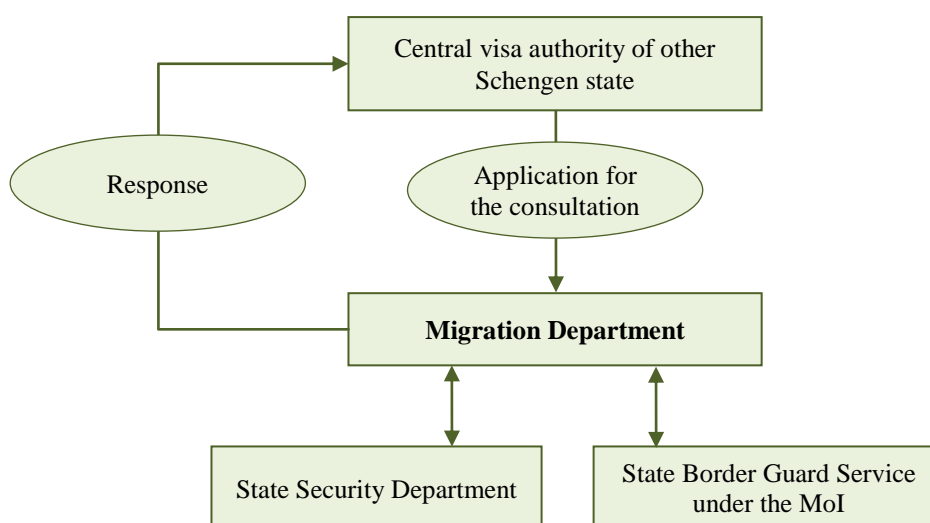 Central visa authority of other
Schengen state
Response
Application for
the consultation
Migration Department
State Security Department
State Border Guard Service
under the MoI